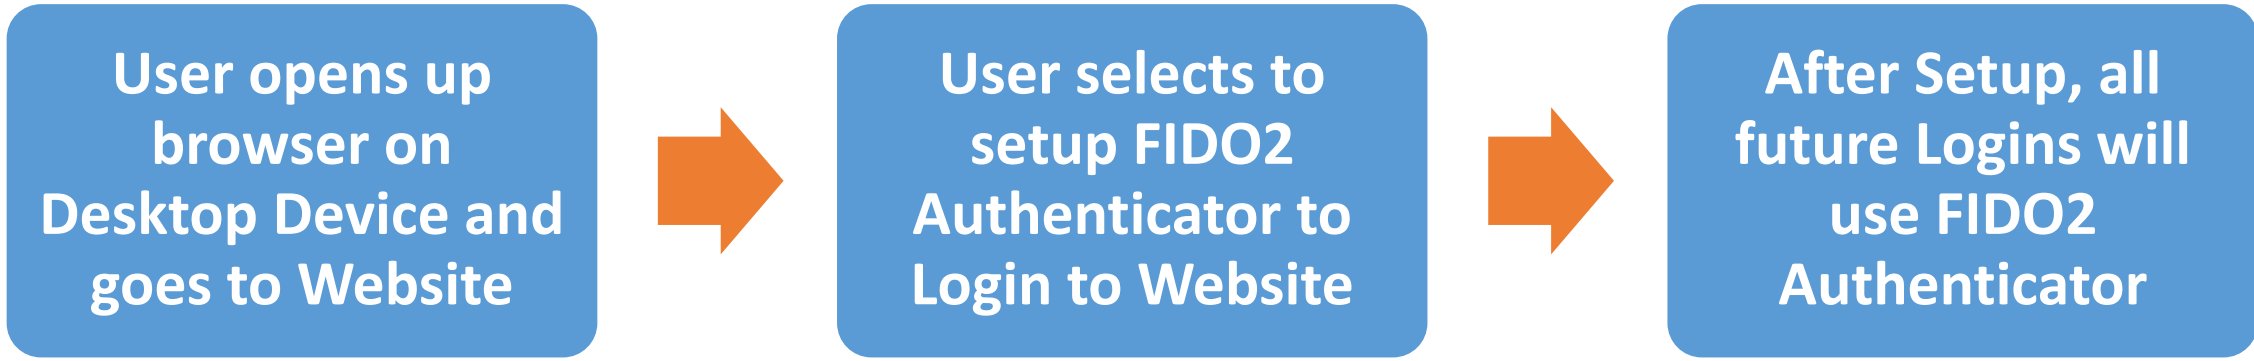 User opens up
browser on
Desktop Device and
goes to Website
User selects to
setup FIDO2
Authenticator to
Login to Website
After Setup, all
future Logins will
use FIDO2
Authenticator